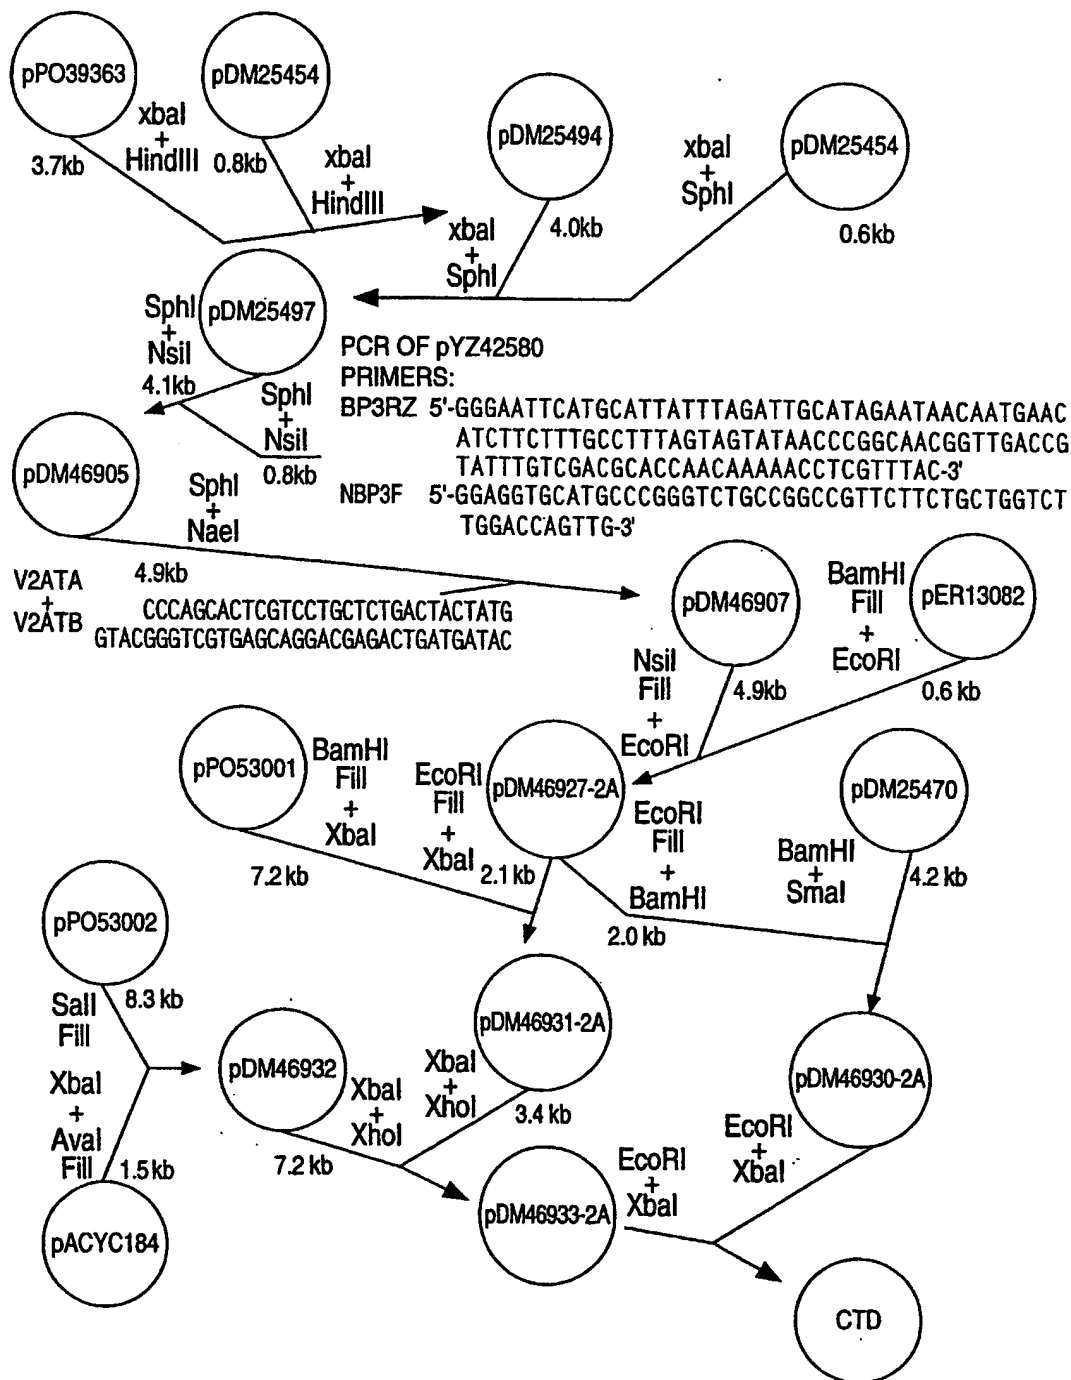 pPO39363
pDM25454
xbaI
+
HindIII
3.7kb
0.8kb
xbaI
+
HindIII
pDM25494
xbaI
+
SphI
pDM25454
4.0kb
xbaI
+
SphI
0.6kb
SphI
+
NsiI
pDM25497
4.1kb
SphI
+
NsiI
0.8kb
PCR OF pYZ42580
PRIMERS:
BP3RZ 5'-GGGAATTCATGCATTATTTAGATTGCATAGAATAACAATGAAC
ATCTTCTTTGCCTTTAGTAGTATAACCCGGCAACGGTTGACCG
TATTTGTCGACGCACCAACAAAAACCTCGTTTAC-3'
NBP3F 5'-GGAGGTGCATGCCCGGGTCTGCCGGCCGTTCTTCTGCTGGTCT
TGGACCAGTTG-3'
pDM46905
SphI
+
NaeI
4.9kb
V2ATA
+
V2ATB
CCCAGCACTCGTCCTGCTCTGACTACTATG
GTACGGGTCGTGAGCAGGACGAGACTGATGATAC
pDM46907
BamHI
Fill
+
EcoRI
pER13082
NsiI
Fill
+
EcoRI
4.9kb
0.6 kb
pPO53001
BamHI
Fill
+
XbaI
EcoRI
Fill
+
XbaI
pDM46927-2A
EcoRI
Fill
+
BamHI
pDM25470
BamHI
+
SmaI
7.2 kb
2.1kb
2.0 kb
4.2 kb
pPO53002
SalI
Fill
8.3 kb
XbaI
+
AvaI
Fill
1.5kb
pACYC184
pDM46932
XbaI
+
XhoI
7.2 kb
pDM46931-2A
XbaI
+
XhoI
3.4 kb
pDM46930-2A
pDM46933-2A
EcoRI
+
XbaI
EcoRI
+
XbaI
CTD